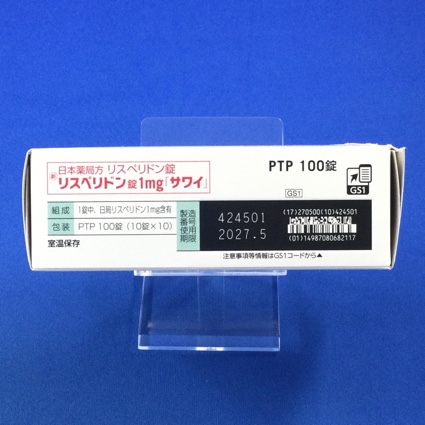 日本薬局方 リスペリドン錠
リスペリドン錠1mg「サワイ」
PTP 100錠
GS1
GS1
組成 1錠中、日局リスペリドン1mg含有
包装 PTP 100錠(10錠×10)
室温保存
製造番号 424501
使用期限 2027.5
(17)270500(10)424501
(01)14987080682117
注意事項等情報はGS1コードから▲